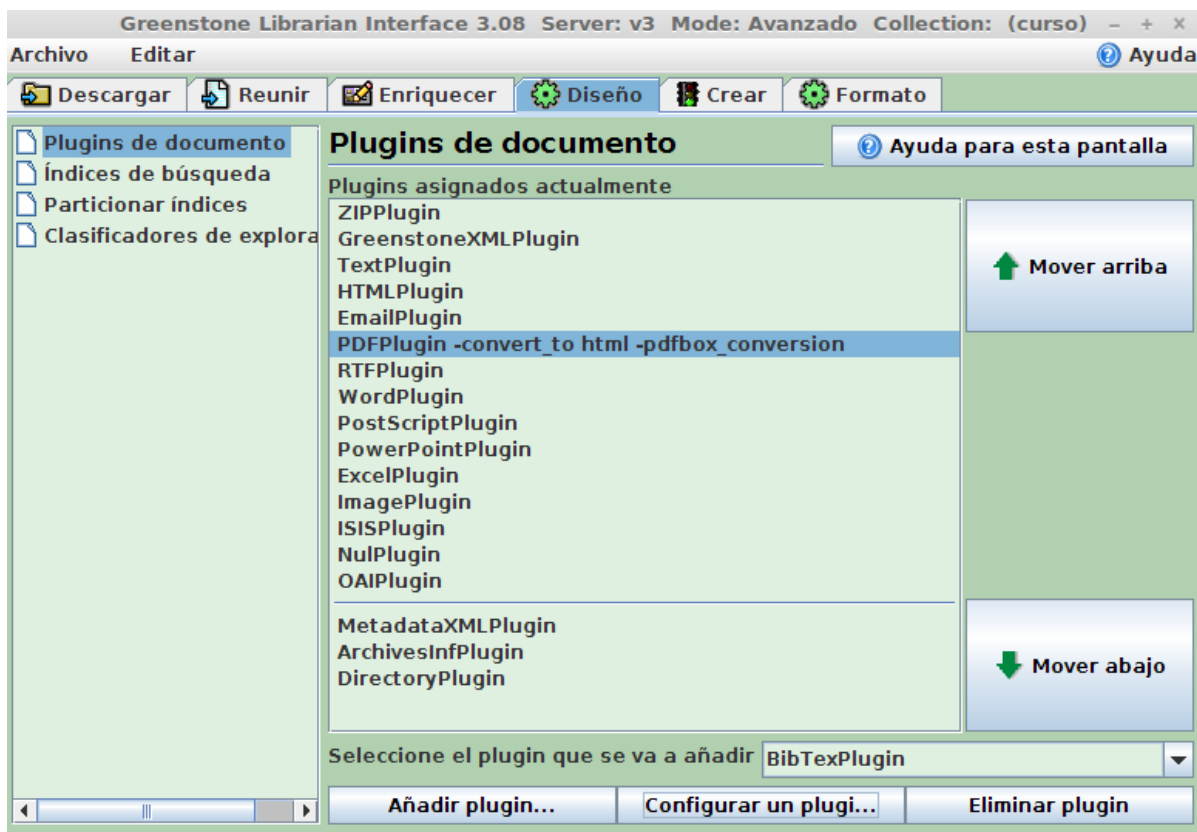 Greenstone Librarian Interface 3.08 Server: v3 Mode: Avanzado Collection: (curso)
Archivo Editar Ayuda
Descargar Reunir Enriquecer Diseño Crear Formato
Plugins de documento
Índices de búsqueda
Particionar índices
Clasificadores de explora
Plugins de documento
Ayuda para esta pantalla
Plugins asignados actualmente
ZIPPlugin
GreenstoneXMLPlugin
TextPlugin
HTMLPlugin
EmailPlugin
PDFPlugin -convert_to html -pdfbox_conversion
RTFPlugin
WordPlugin
PostScriptPlugin
PowerPointPlugin
ExcelPlugin
ImagePlugin
ISISPlugin
NulPlugin
OAIPlugin
MetadataXMLPlugin
ArchivesInfPlugin
DirectoryPlugin
Mover arriba
Mover abajo
Seleccione el plugin que se va a añadir BibTexPlugin
Añadir plugin... Configurar un plugi... Eliminar plugin